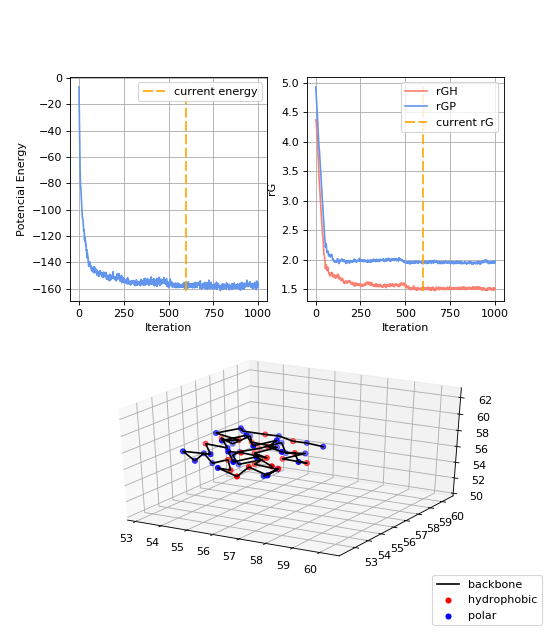 0
−20
−40
−60
−80
−100
−120
−140
−160
Potencial Energy
current energy
0 250 500 750 1000
Iteration
5.0
4.5
4.0
3.5
3.0
2.5
2.0
1.5
rG
rGH
rGP
current rG
0 250 500 750 1000
Iteration
62
60
58
56
54
52
50
53 54 55 56 57 58 59 60
53 54 55 56 57 58 59 60
backbone
hydrophobic
polar